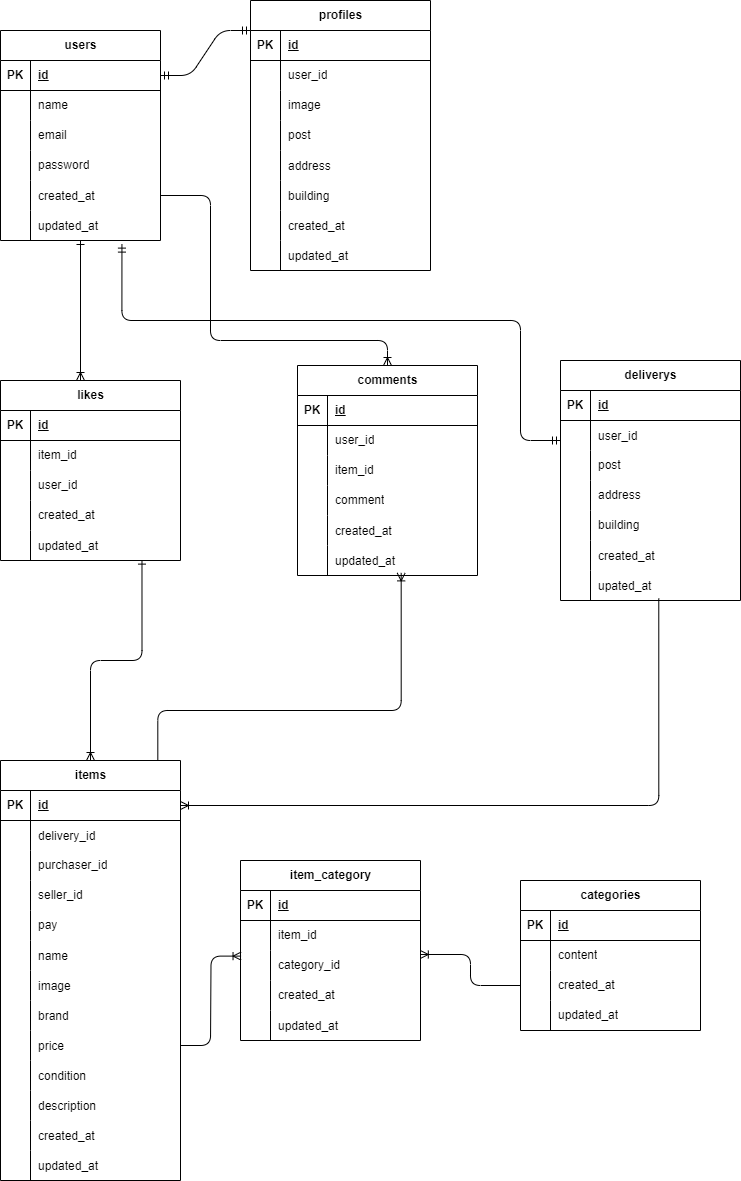 users
PK id
name
email
password
created_at
updated_at
profiles
PK id
user_id
image
post
address
building
created_at
updated_at
likes
PK id
item_id
user_id
created_at
updated_at
comments
PK id
user_id
item_id
comment
created_at
updated_at
deliverys
PK id
user_id
post
address
building
created_at
upated_at
items
PK id
delivery_id
purchaser_id
seller_id
pay
name
image
brand
price
condition
description
created_at
updated_at
item_category
PK id
item_id
category_id
created_at
updated_at
categories
PK id
content
created_at
updated_at